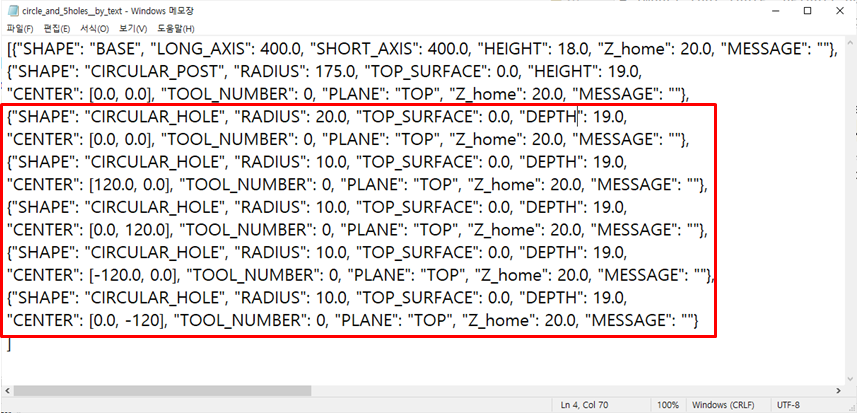 circle_and_5holes__by_text - Windows 메모장
파일(F) 편집(E) 서식(O) 보기(V) 도움말(H)
[{"SHAPE": "BASE", "LONG_AXIS": 400.0, "SHORT_AXIS": 400.0, "HEIGHT": 18.0, "Z_home": 20.0, "MESSAGE": ""},
{"SHAPE": "CIRCULAR_POST", "RADIUS": 175.0, "TOP_SURFACE": 0.0, "HEIGHT": 19.0,
"CENTER": [0.0, 0.0], "TOOL_NUMBER": 0, "PLANE": "TOP", "Z_home": 20.0, "MESSAGE": ""},
{"SHAPE": "CIRCULAR_HOLE", "RADIUS": 20.0, "TOP_SURFACE": 0.0, "DEPTH": 19.0,
"CENTER": [0.0, 0.0], "TOOL_NUMBER": 0, "PLANE": "TOP", "Z_home": 20.0, "MESSAGE": ""},
{"SHAPE": "CIRCULAR_HOLE", "RADIUS": 10.0, "TOP_SURFACE": 0.0, "DEPTH": 19.0,
"CENTER": [120.0, 0.0], "TOOL_NUMBER": 0, "PLANE": "TOP", "Z_home": 20.0, "MESSAGE": ""},
{"SHAPE": "CIRCULAR_HOLE", "RADIUS": 10.0, "TOP_SURFACE": 0.0, "DEPTH": 19.0,
"CENTER": [0.0, 120.0], "TOOL_NUMBER": 0, "PLANE": "TOP", "Z_home": 20.0, "MESSAGE": ""},
{"SHAPE": "CIRCULAR_HOLE", "RADIUS": 10.0, "TOP_SURFACE": 0.0, "DEPTH": 19.0,
"CENTER": [-120.0, 0.0], "TOOL_NUMBER": 0, "PLANE": "TOP", "Z_home": 20.0, "MESSAGE": ""},
{"SHAPE": "CIRCULAR_HOLE", "RADIUS": 10.0, "TOP_SURFACE": 0.0, "DEPTH": 19.0,
"CENTER": [0.0, -120], "TOOL_NUMBER": 0, "PLANE": "TOP", "Z_home": 20.0, "MESSAGE": ""}
]
Ln 4, Col 70 100% Windows (CRLF) UTF-8